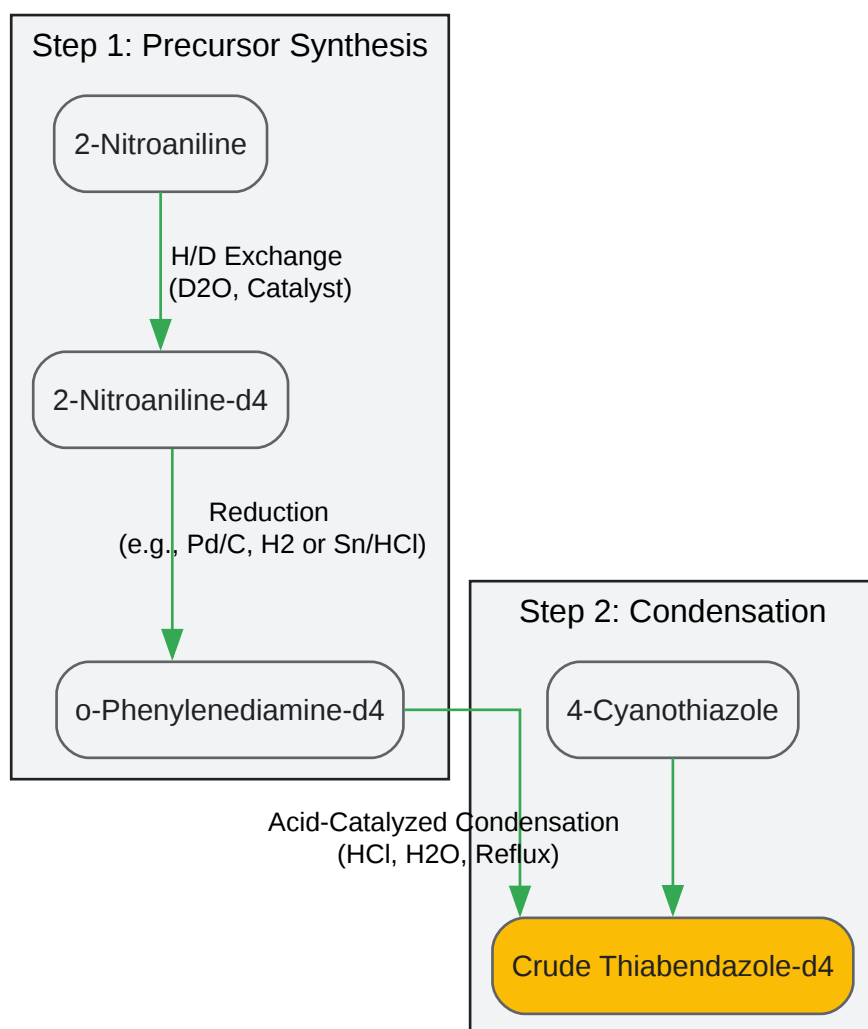 Step 1: Precursor Synthesis
2-Nitroaniline
H/D Exchange
(D2O, Catalyst)
2-Nitroaniline-d4
Reduction
(e.g., Pd/C, H2 or Sn/HCl)
o-Phenylenediamine-d4
Step 2: Condensation
4-Cyanothiazole
Acid-Catalyzed Condensation
(HCl, H2O, Reflux)
Crude Thiabendazole-d4